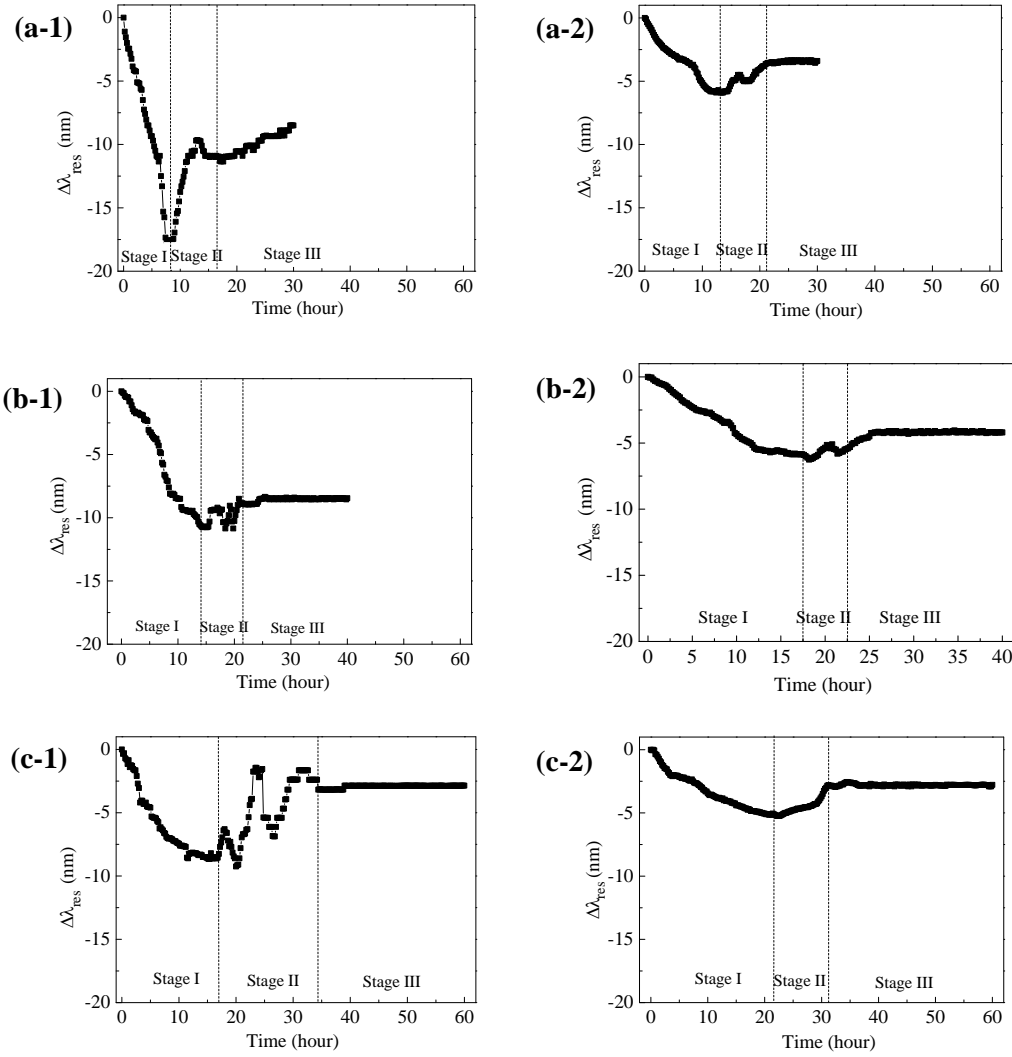 (a-1)
0
-5
-10
-15
-20
Δλres (nm)
Stage I
Stage II
Stage III
0 10 20 30 40 50 60
Time (hour)
(a-2)
0
-5
-10
-15
-20
Δλres (nm)
Stage I
Stage II
Stage III
0 10 20 30 40 50 60
Time (hour)
(b-1)
0
-5
-10
-15
-20
Δλres (nm)
Stage I
Stage II
Stage III
0 10 20 30 40 50 60
Time (hour)
(b-2)
0
-5
-10
-15
-20
Δλres (nm)
Stage I
Stage II
Stage III
0 5 10 15 20 25 30 35 40
Time (hour)
(c-1)
0
-5
-10
-15
-20
Δλres (nm)
Stage I
Stage II
Stage III
0 10 20 30 40 50 60
Time (hour)
(c-2)
0
-5
-10
-15
-20
Δλres (nm)
Stage I
Stage II
Stage III
0 10 20 30 40 50 60
Time (hour)